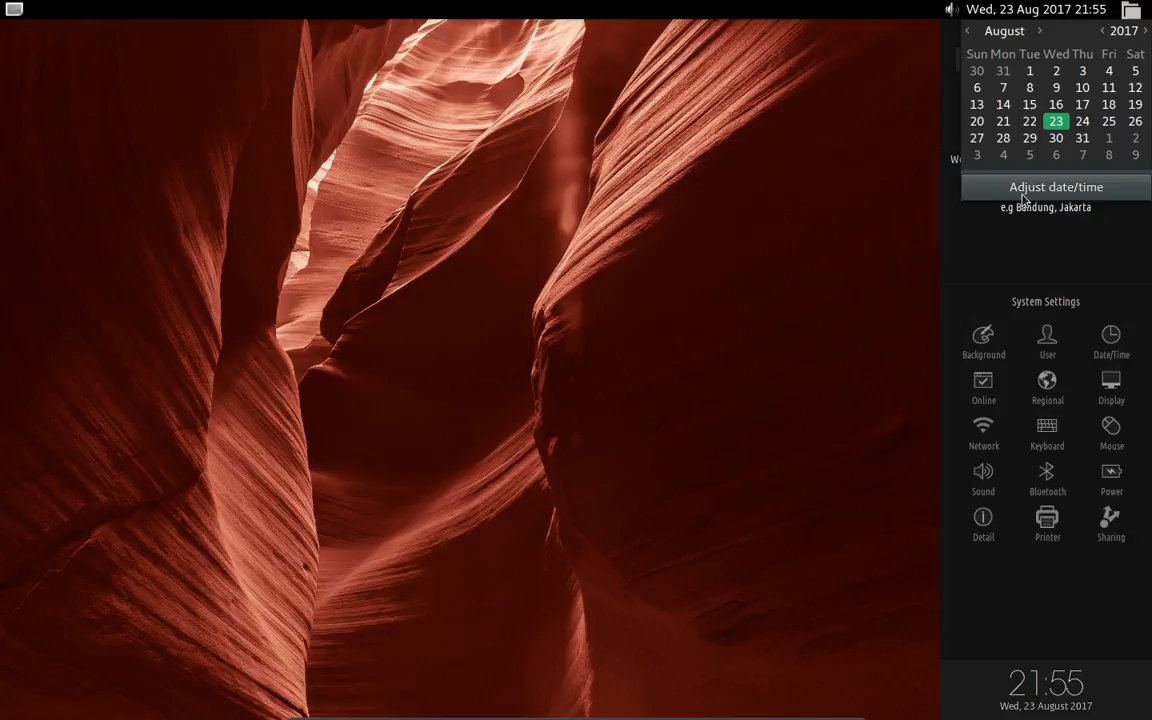 Wed, 23 Aug 2017 21:55
August 2017
Sun Mon Tue Wed Thu Fri Sat
30 31 1 2 3 4 5
6 7 8 9 10 11 12
13 14 15 16 17 18 19
20 21 22 23 24 25 26
27 28 29 30 31 1 2
3 4 5 6 7 8 9
Adjust date/time
e.g Bandung, Jakarta
System Settings
Background User Date/Time
Online Regional Display
Network Keyboard Mouse
Sound Bluetooth Power
Detail Printer Sharing
21:55
Wed, 23 August 2017